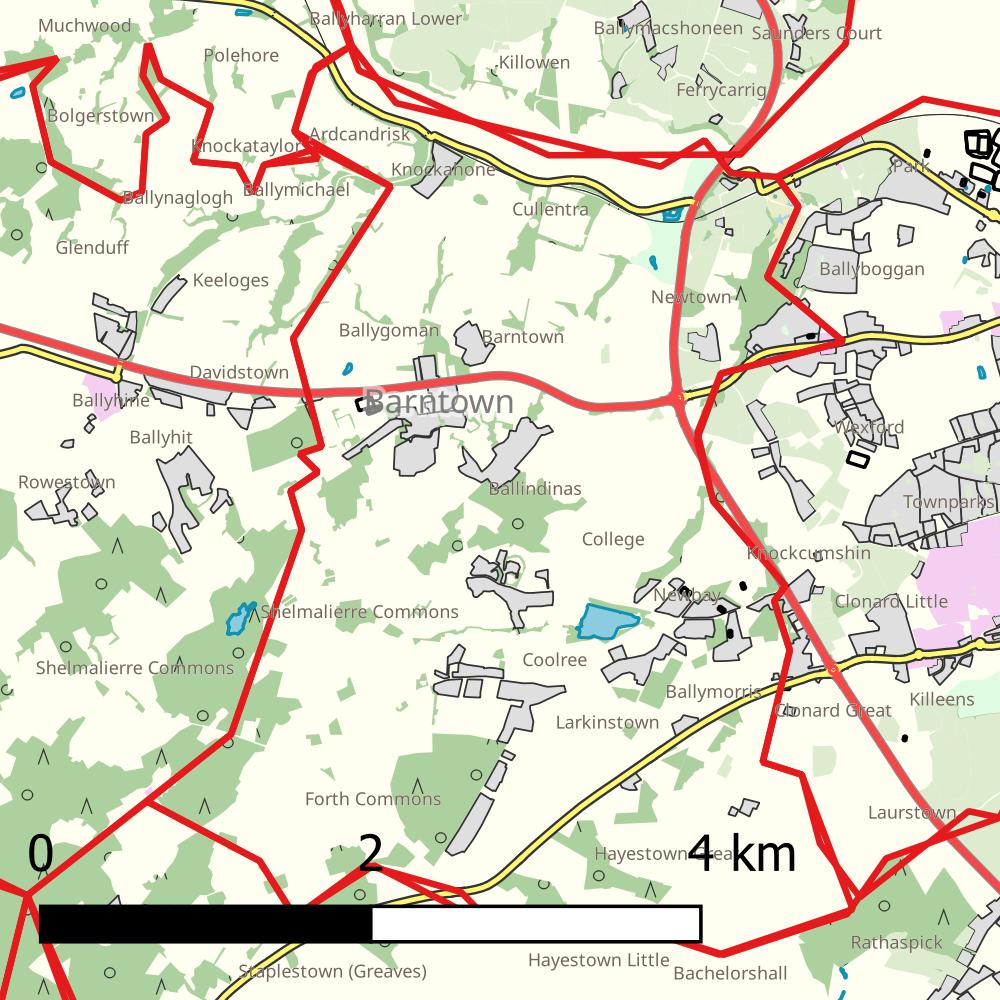 Ballyharran Lower
Muchwood
Ballymacshoneen
Saunders Court
Polehore
Killowen
Ferrycarrig
Bolgerstown
Ardcandrisk
Knockataylor
Knockahone
Park
Ballymichael
Ballynaglogh
Cullentra
Glenduff
Ballyboggan
Keeloges
Newtown
Ballygoman
Barntown
Davidstown
Ballyhine
Barntown
Ballyhit
Wexford
Rowestown
Ballindinas
Townparks
College
Knockcumshin
Newbay
Clonard Little
Shelmalierre Commons
Coolree
Shelmalierre Commons
Ballymorris
Killeens
Clonard Great
Larkinstown
Forth Commons
Laurstown
Hayestown Great
0 2 4 km
Rathaspick
Hayestown Little
Staplestown (Greaves)
Bachelorshall